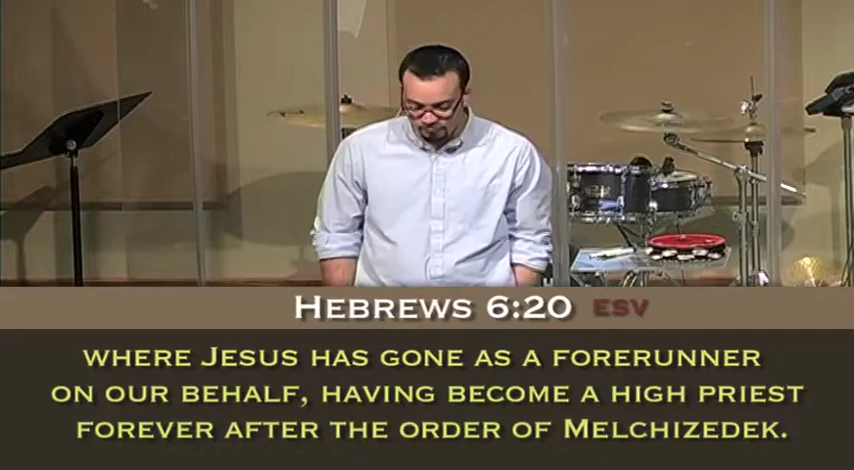 HEBREWS 6:20 ESV
WHERE JESUS HAS GONE AS A FORERUNNER
ON OUR BEHALF, HAVING BECOME A HIGH PRIEST
FOREVER AFTER THE ORDER OF MELCHIZEDEK.